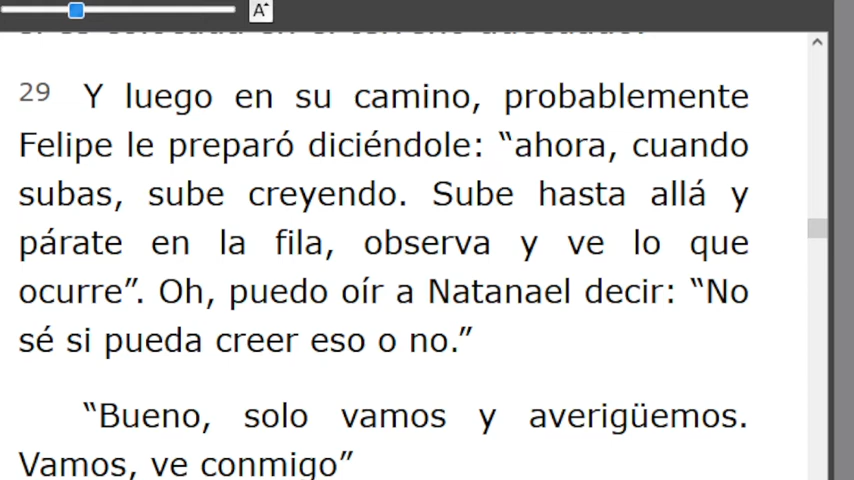 A
29 Y luego en su camino, probablemente
Felipe le preparó diciéndole: “ahora, cuando
subas, sube creyendo. Sube hasta allá y
párate en la fila, observa y ve lo que
ocurre”. Oh, puedo oír a Natanael decir: “No
sé si pueda creer eso o no.”
“Bueno, solo vamos y averigüemos.
Vamos, ve conmigo”